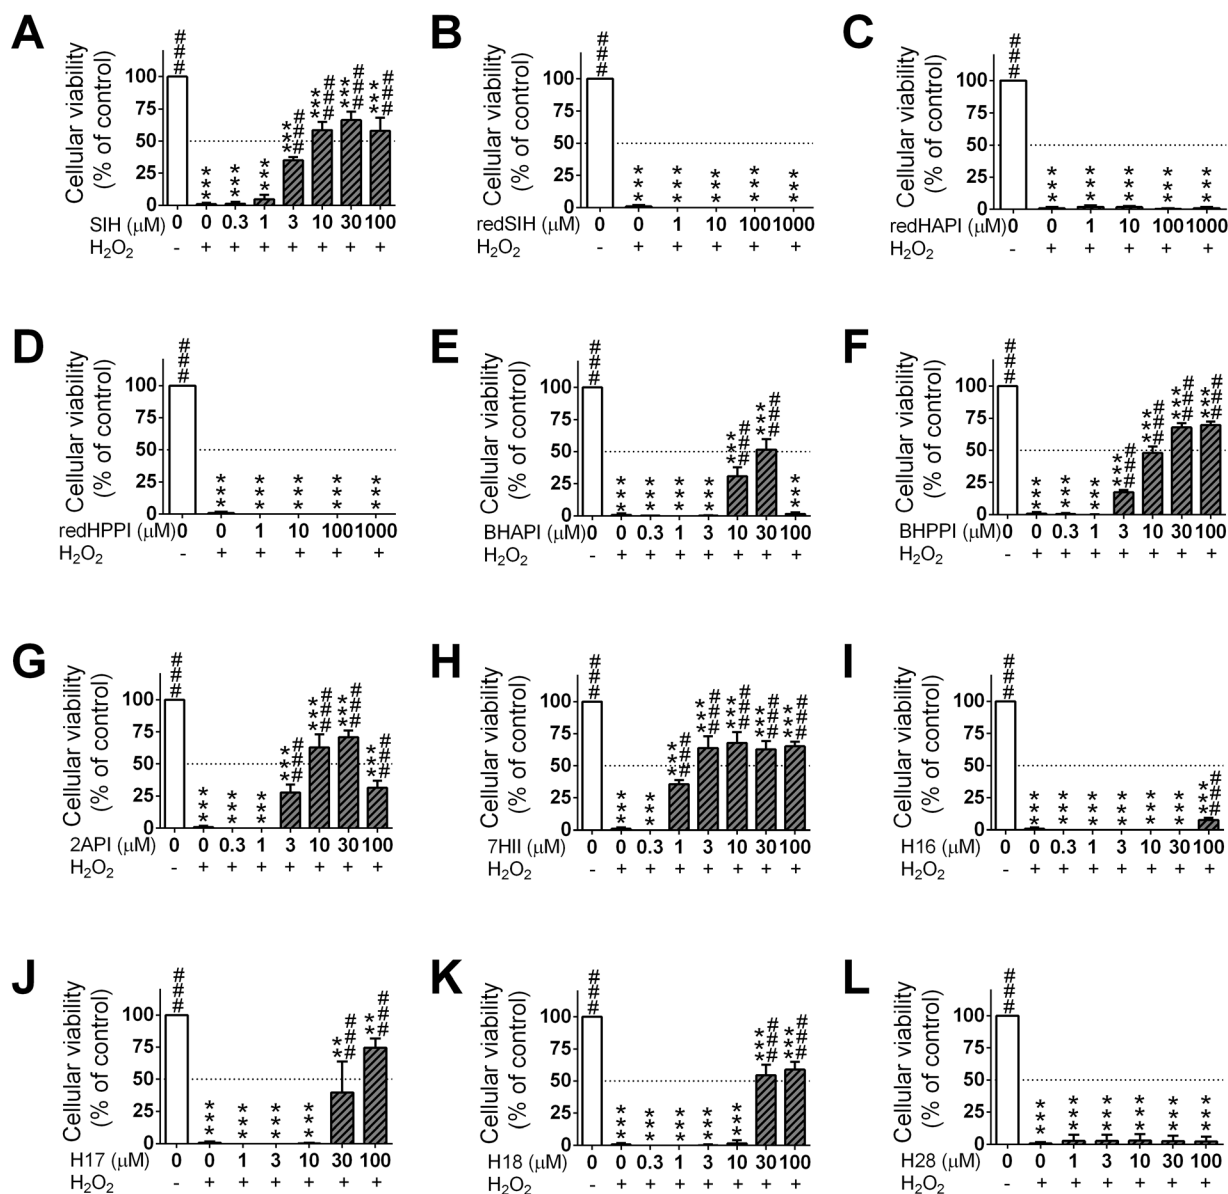 A
Cellular viability
(% of control)
### *** *** *** ***### ***### ***### ***###
100
75
50
25
0
SIH (μM) 0 0 0.3 1 3 10 30 100
H₂O₂ - + + + + + + +
B
Cellular viability
(% of control)
### *** *** *** *** ***
100
75
50
25
0
redSIH (μM) 0 0 1 10 100 1000
H₂O₂ - + + + + +
C
Cellular viability
(% of control)
### *** *** *** *** ***
100
75
50
25
0
redHAPI (μM) 0 0 1 10 100 1000
H₂O₂ - + + + + +
D
Cellular viability
(% of control)
### *** *** *** *** ***
100
75
50
25
0
redHPPI (μM) 0 0 1 10 100 1000
H₂O₂ - + + + + +
E
Cellular viability
(% of control)
### *** *** *** *** ***### ***### ***
100
75
50
25
0
BHAPI (μM) 0 0 0.3 1 3 10 30 100
H₂O₂ - + + + + + + +
F
Cellular viability
(% of control)
### *** *** *** ***### ***### ***### ***###
100
75
50
25
0
BHPPI (μM) 0 0 0.3 1 3 10 30 100
H₂O₂ - + + + + + + +
G
Cellular viability
(% of control)
### *** *** *** ***### ***### ***### ***###
100
75
50
25
0
2API (μM) 0 0 0.3 1 3 10 30 100
H₂O₂ - + + + + + + +
H
Cellular viability
(% of control)
### *** *** ***### ***### ***### ***### ***###
100
75
50
25
0
7HII (μM) 0 0 0.3 1 3 10 30 100
H₂O₂ - + + + + + + +
I
Cellular viability
(% of control)
### *** *** *** *** *** *** ***###
100
75
50
25
0
H16 (μM) 0 0 0.3 1 3 10 30 100
H₂O₂ - + + + + + + +
J
Cellular viability
(% of control)
### *** *** *** *** **### **###
100
75
50
25
0
H17 (μM) 0 0 1 3 10 30 100
H₂O₂ - + + + + + +
K
Cellular viability
(% of control)
### *** *** *** *** *** ***### ***###
100
75
50
25
0
H18 (μM) 0 0 0.3 1 3 10 30 100
H₂O₂ - + + + + + + +
L
Cellular viability
(% of control)
### *** *** *** *** *** ***
100
75
50
25
0
H28 (μM) 0 0 1 3 10 30 100
H₂O₂ - + + + + + +